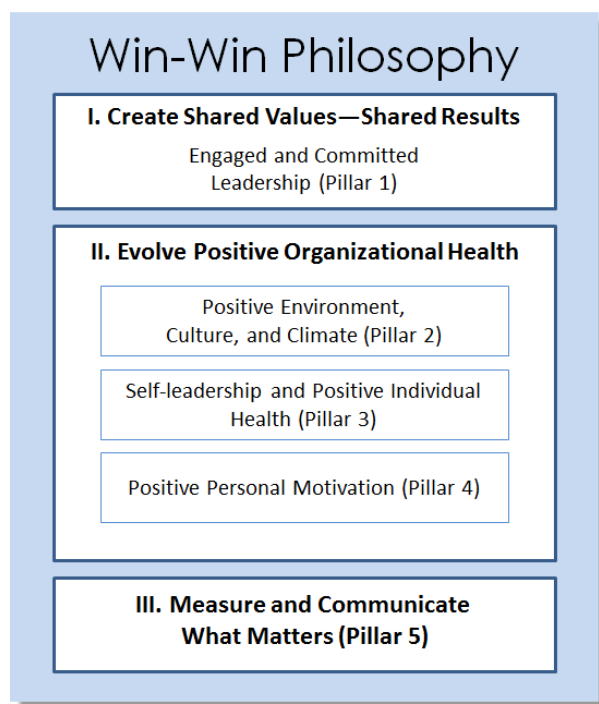 Win-Win Philosophy
I. Create Shared Values—Shared Results
Engaged and Committed
Leadership (Pillar 1)
II. Evolve Positive Organizational Health
Positive Environment,
Culture, and Climate (Pillar 2)
Self-leadership and Positive Individual
Health (Pillar 3)
Positive Personal Motivation (Pillar 4)
III. Measure and Communicate
What Matters (Pillar 5)